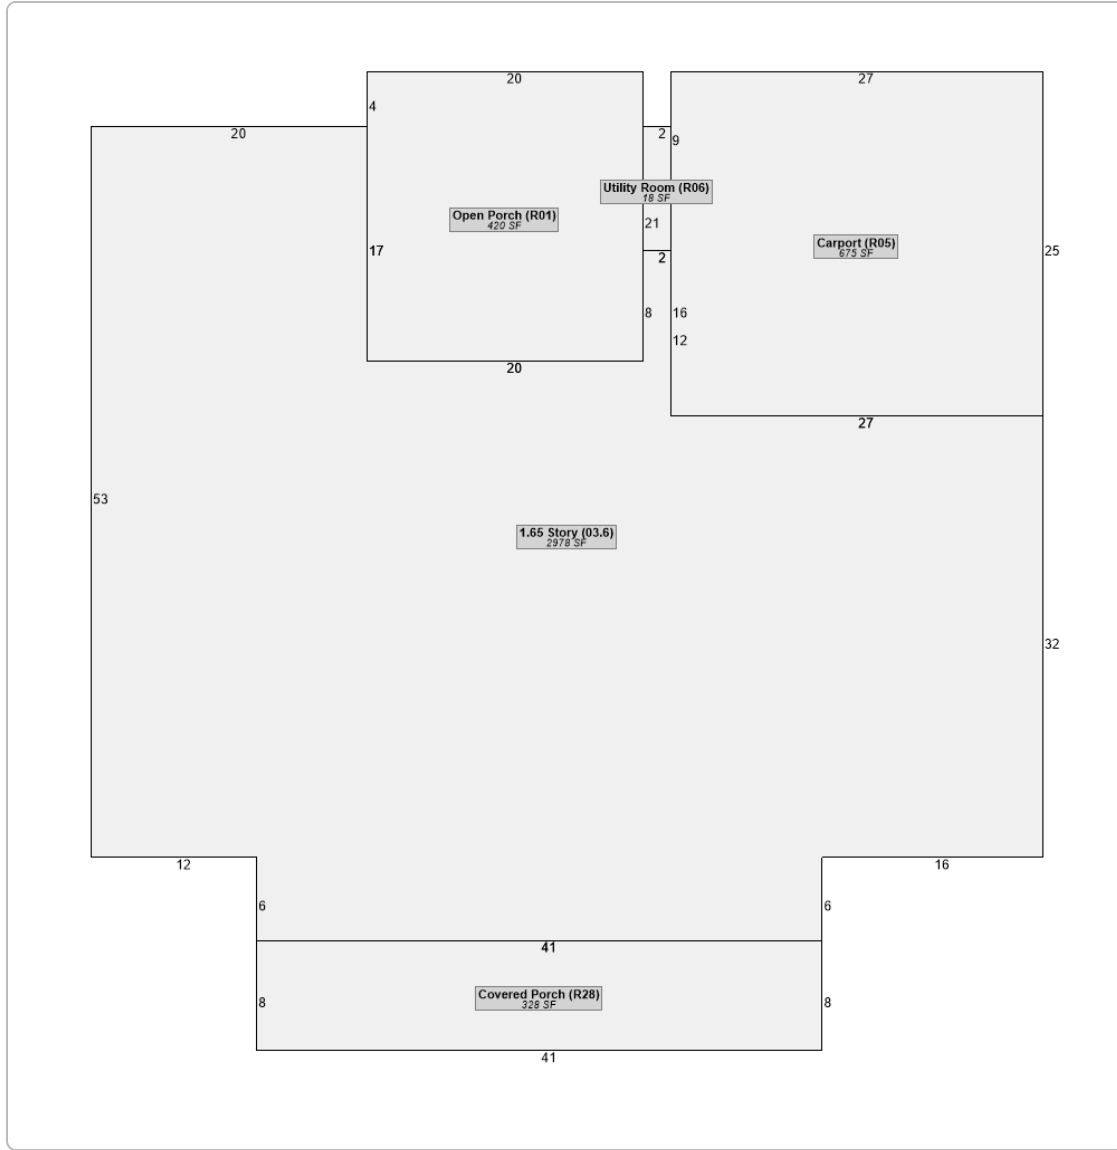 20
27
4
20
2
9
Utility Room (R06)
18 SF
Open Porch (R01)
420 SF
21
Carport (R05)
675 SF
17
2
25
8
16
12
20
27
53
1.65 Story (03.6)
2978 SF
32
12
16
6
6
41
Covered Porch (R28)
328 SF
8
8
41